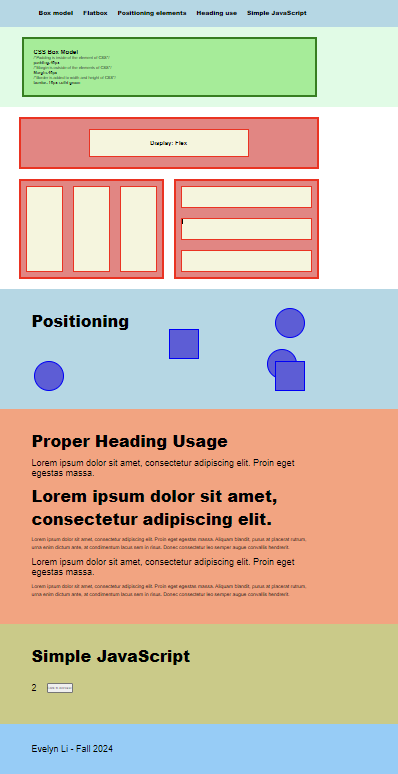 Box model Flatbox Positioning elements Heading use Simple JavaScript
CSS Box Model
/*Padding is inside of the element of CSS*/
padding: 45px
/*Margin is outside of the elements of CSS*/
Margin:45px
/*Border is added to width and height of CSS*/
border: 15px solid green
Display: Flex
Positioning
Proper Heading Usage
Lorem ipsum dolor sit amet, consectetur adipiscing elit. Proin eget
egestas massa.
Lorem ipsum dolor sit amet,
consectetur adipiscing elit.
Lorem ipsum dolor sit amet, consectetur adipiscing elit. Proin eget egestas massa. Aliquam blandit, purus at placerat rutrum,
urna enim dictum ante, at condimentum lacus sem in risus. Donec consectetur leo semper augue convallis hendrerit.
Lorem ipsum dolor sit amet, consectetur adipiscing elit. Proin eget
egestas massa.
Lorem ipsum dolor sit amet, consectetur adipiscing elit. Proin eget egestas massa. Aliquam blandit, purus at placerat rutrum,
urna enim dictum ante, at condimentum lacus sem in risus. Donec consectetur leo semper augue convallis hendrerit.
Simple JavaScript
2
Evelyn Li - Fall 2024